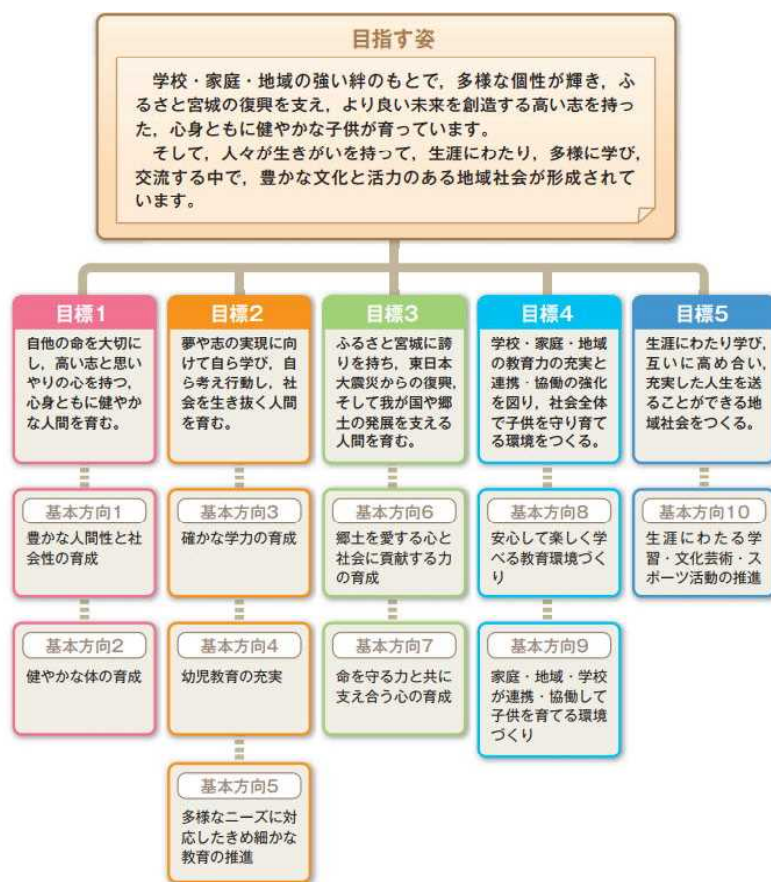 目指す姿
学校・家庭・地域の強い絆のもとで，多様な個性が輝き，ふ
るさと宮城の復興を支え，より良い未来を創造する高い志を持っ
た，心身ともに健やかな子供が育っています。
そして，人々が生きがいを持って，生涯にわたり，多様に学び，
交流する中で，豊かな文化と活力のある地域社会が形成されて
います。
目標1
自他の命を大切に
し，高い志と思い
やりの心を持つ，
心身ともに健やか
な人間を育む。
基本方向1
豊かな人間性と社
会性の育成
基本方向2
健やかな体の育成
目標2
夢や志の実現に向
けて自ら学び，自
ら考え行動し，社
会を生き抜く人間
を育む。
基本方向3
確かな学力の育成
基本方向4
幼児教育の充実
基本方向5
多様なニーズに対
応したきめ細かな
教育の推進
目標3
ふるさと宮城に誇
りを持ち，東日本
大震災からの復興，
そして我が国や郷
土の発展を支える
人間を育む。
基本方向6
郷土を愛する心と
社会に貢献する力
の育成
基本方向7
命を守る力と共に
支え合う心の育成
目標4
学校・家庭・地域
の教育力の充実と
連携・協働の強化
を図り，社会全体
で子供を守り育て
る環境をつくる。
基本方向8
安心して楽しく学
べる教育環境づく
り
基本方向9
家庭・地域・学校
が連携・協働して
子供を育てる環境
づくり
目標5
生涯にわたり学び，
互いに高め合い，
充実した人生を送
ることができる地
域社会をつくる。
基本方向10
生涯にわたる学
習・文化芸術・ス
ポーツ活動の推進